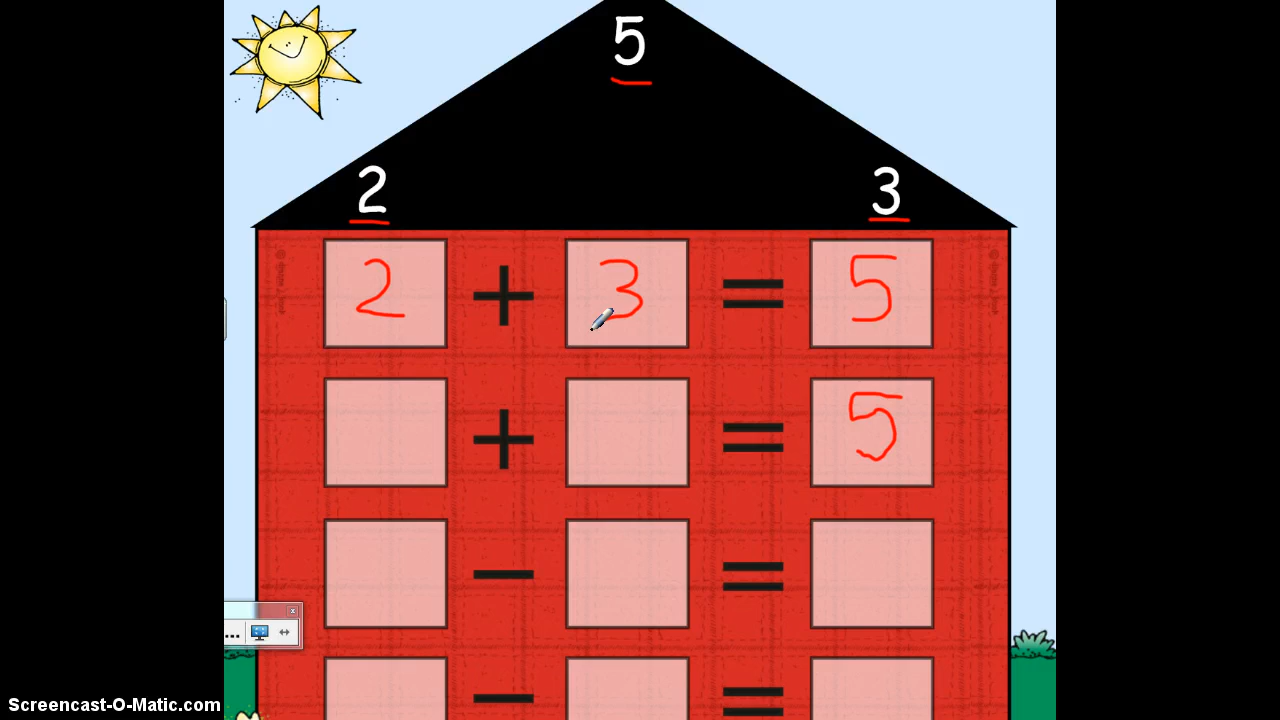 5
2 3
2 + 3 = 5
+ = 5
- =
- =
...
Screencast-O-Matic.com